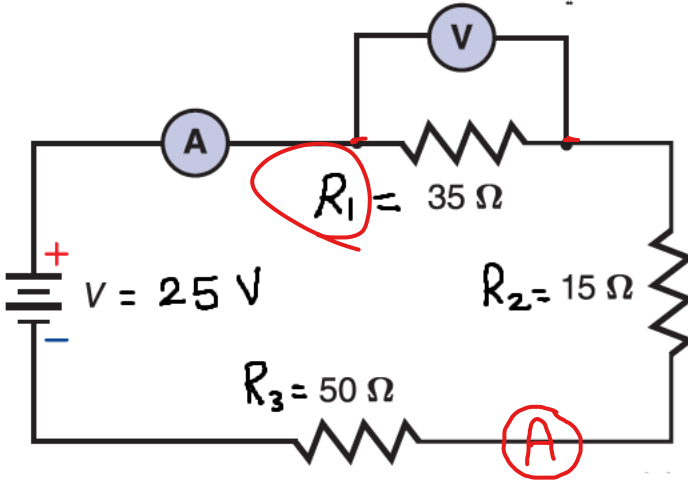 V
A
R₁ = 35 Ω
+
V = 25 V
R₂ = 15 Ω
−
R₃ = 50 Ω
A